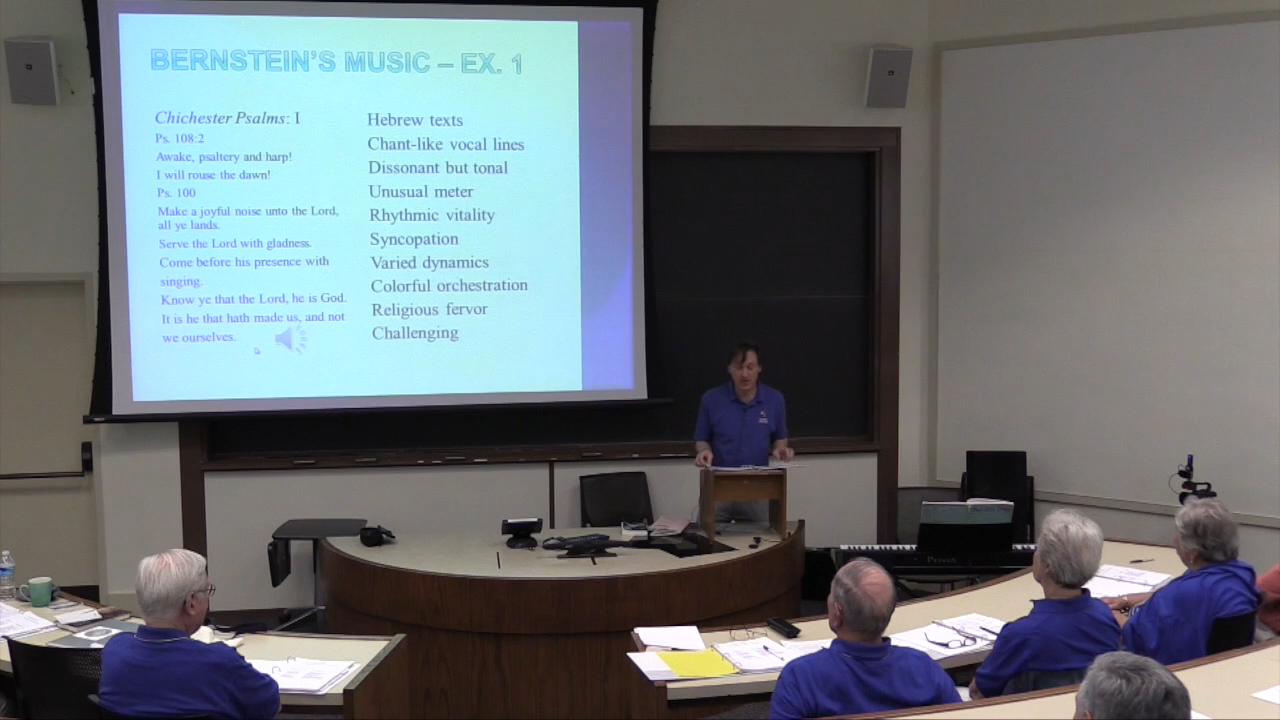 BERNSTEIN'S MUSIC – EX. 1
Chichester Psalms: I
Ps. 108:2
Awake, psaltery and harp!
I will rouse the dawn!
Ps. 100
Make a joyful noise unto the Lord,
all ye lands.
Serve the Lord with gladness.
Come before his presence with
singing.
Know ye that the Lord, he is God.
It is he that hath made us, and not
we ourselves.
Hebrew texts
Chant-like vocal lines
Dissonant but tonal
Unusual meter
Rhythmic vitality
Syncopation
Varied dynamics
Colorful orchestration
Religious fervor
Challenging